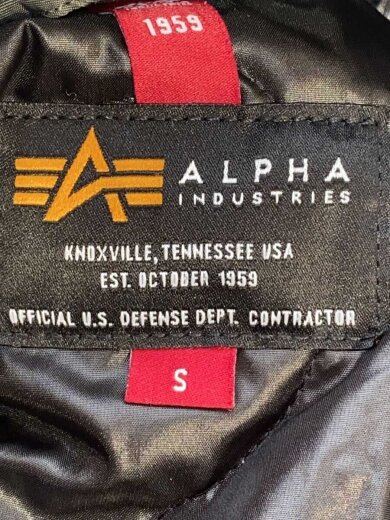 1959
ALPHA
INDUSTRIES
KNOXVILLE, TENNESSEE USA
EST. OCTOBER 1959
OFFICIAL U.S. DEFENSE DEPT. CONTRACTOR
S